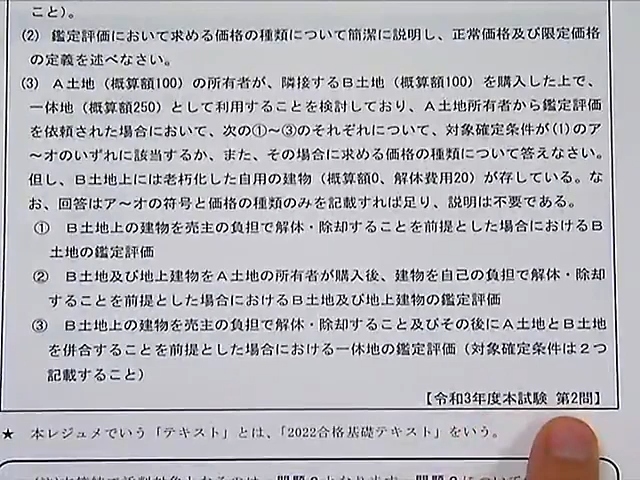 こと）。
(2) 鑑定評価において求める価格の種類について簡潔に説明し、正常価格及び限定価格
の定義を述べなさい。
(3) Ａ土地（概算額100）の所有者が、隣接するＢ土地（概算額100）を購入した上で、
一体地（概算額250）として利用することを検討しており、Ａ土地所有者から鑑定評価
を依頼された場合において、次の①～③のそれぞれについて、対象確定条件が(1)のア
～オのいずれに該当するか、また、その場合に求める価格の種類について答えなさい。
但し、Ｂ土地上には老朽化した自用の建物（概算額0、解体費用20）が存している。な
お、回答はア～オの符号と価格の種類のみを記載すれば足り、説明は不要である。
① Ｂ土地上の建物を売主の負担で解体・除却することを前提とした場合におけるＢ
土地の鑑定評価
② Ｂ土地及び地上建物をＡ土地の所有者が購入後、建物を自己の負担で解体・除却
することを前提とした場合におけるＢ土地及び地上建物の鑑定評価
③ Ｂ土地上の建物を売主の負担で解体・除却すること及びその後にＡ土地とＢ土地
を併合することを前提とした場合における一体地の鑑定評価（対象確定条件は２つ
記載すること）
【令和3年度本試験 第2問】
★ 本レジュメでいう「テキスト」とは、「2022合格基礎テキスト」をいう。